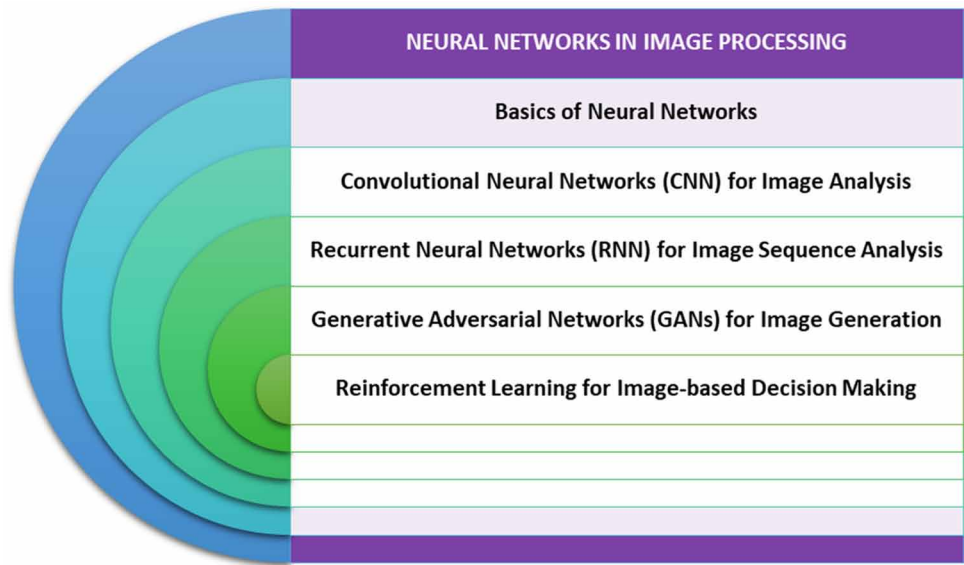 NEURAL NETWORKS IN IMAGE PROCESSING
Basics of Neural Networks
Convolutional Neural Networks (CNN) for Image Analysis
Recurrent Neural Networks (RNN) for Image Sequence Analysis
Generative Adversarial Networks (GANs) for Image Generation
Reinforcement Learning for Image-based Decision Making